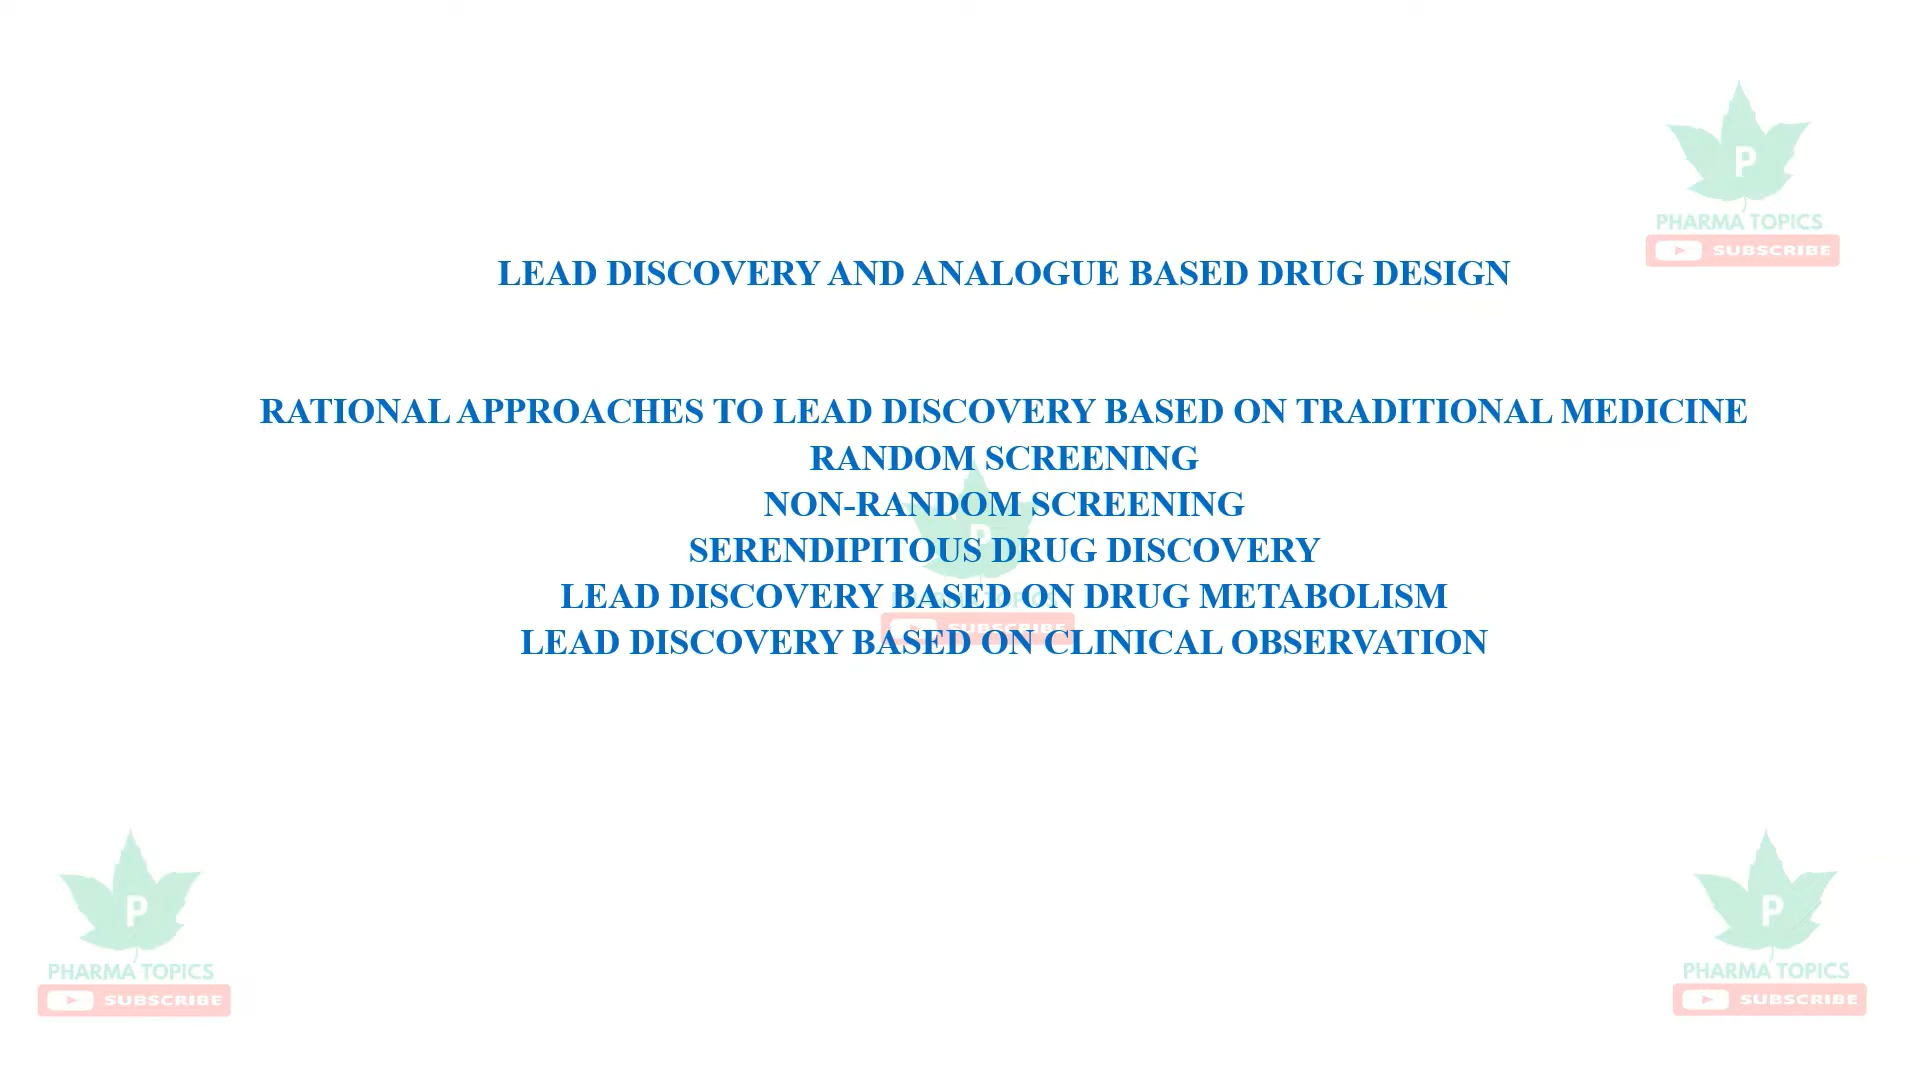 P
PHARMA TOPICS
SUBSCRIBE
LEAD DISCOVERY AND ANALOGUE BASED DRUG DESIGN
RATIONAL APPROACHES TO LEAD DISCOVERY BASED ON TRADITIONAL MEDICINE
RANDOM SCREENING
NON-RANDOM SCREENING
SERENDIPITOUS DRUG DISCOVERY
LEAD DISCOVERY BASED ON DRUG METABOLISM
SUBSCRIBE
LEAD DISCOVERY BASED ON CLINICAL OBSERVATION
P
PHARMA TOPICS
SUBSCRIBE
P
PHARMA TOPICS
SUBSCRIBE